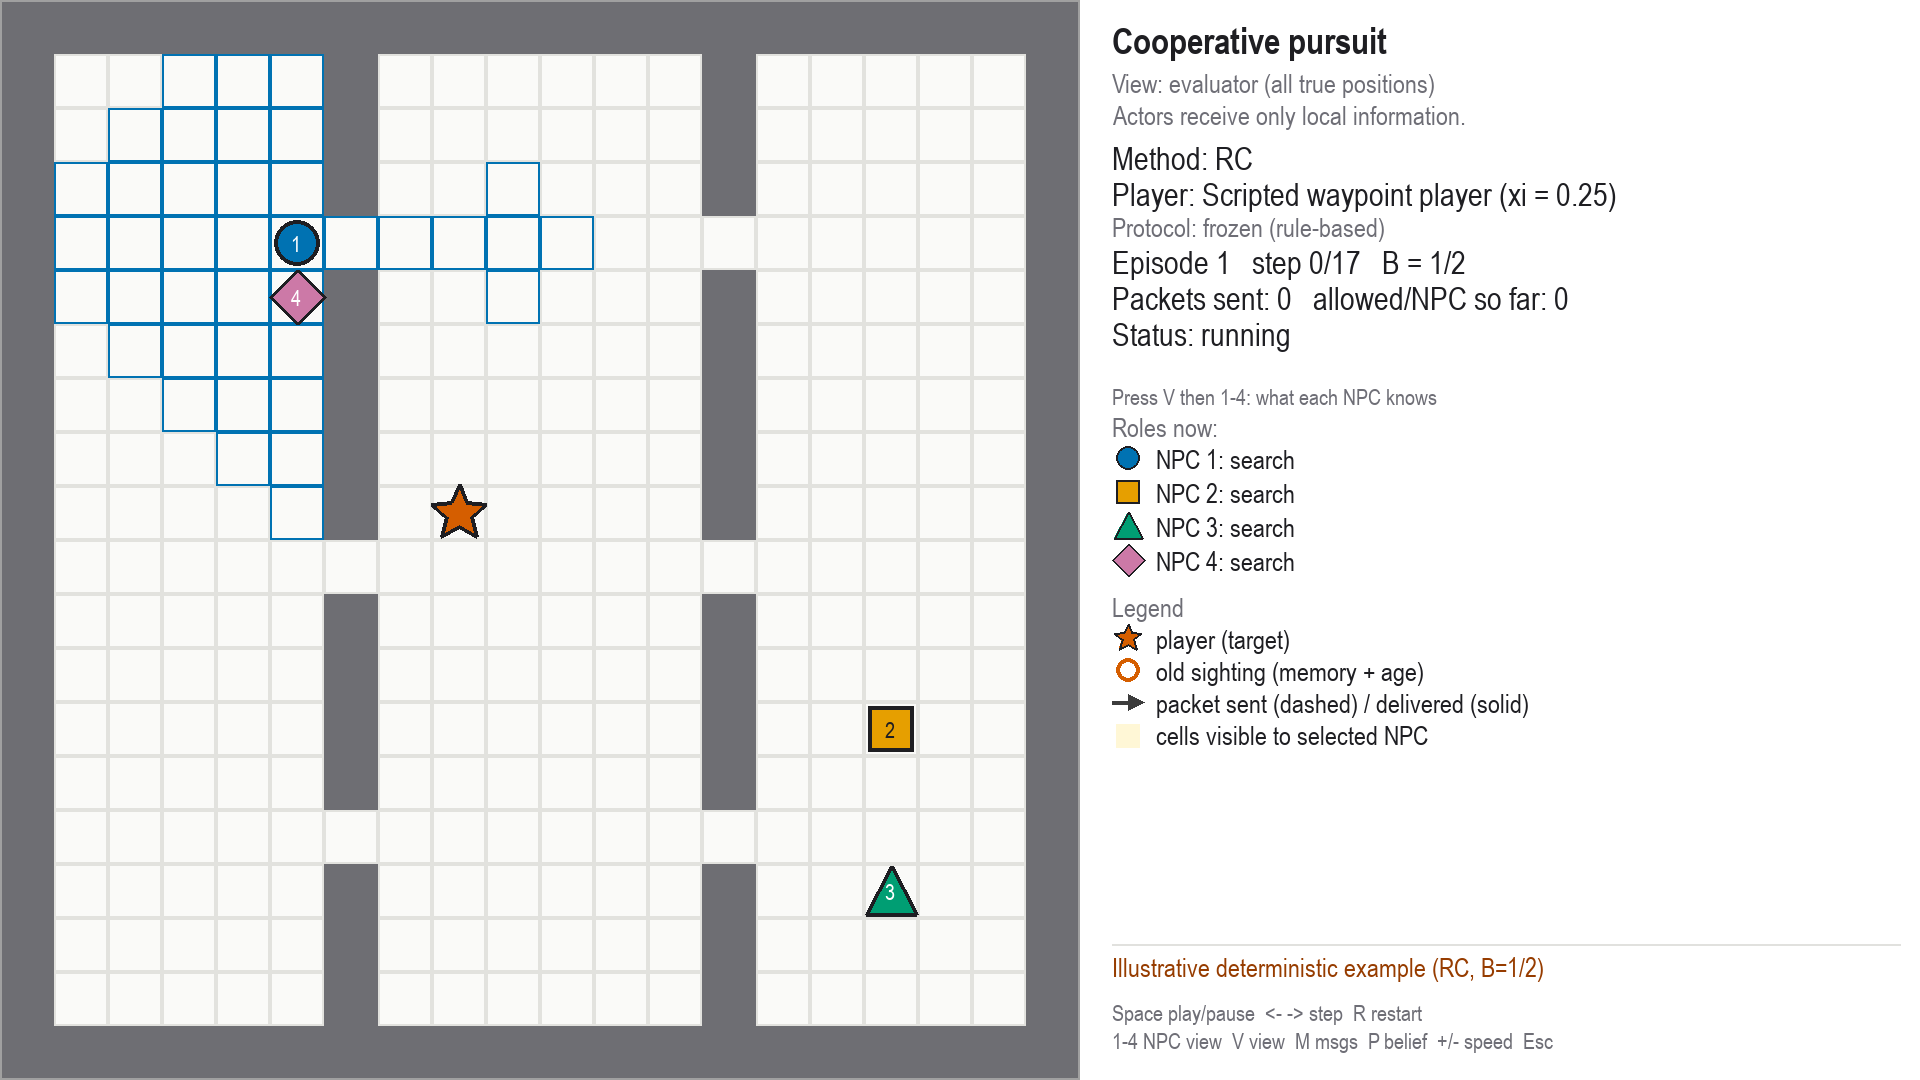 Cooperative pursuit
View: evaluator (all true positions)
Actors receive only local information.
Method: RC
Player: Scripted waypoint player (xi = 0.25)
Protocol: frozen (rule-based)
Episode 1 step 0/17 B = 1/2
Packets sent: 0 allowed/NPC so far: 0
Status: running
Press V then 1-4: what each NPC knows
Roles now:
NPC 1: search
NPC 2: search
NPC 3: search
NPC 4: search
Legend
player (target)
old sighting (memory + age)
packet sent (dashed) / delivered (solid)
cells visible to selected NPC
Illustrative deterministic example (RC, B=1/2)
Space play/pause <- -> step R restart
1-4 NPC view V view M msgs P belief +/- speed Esc
1
4
2
3